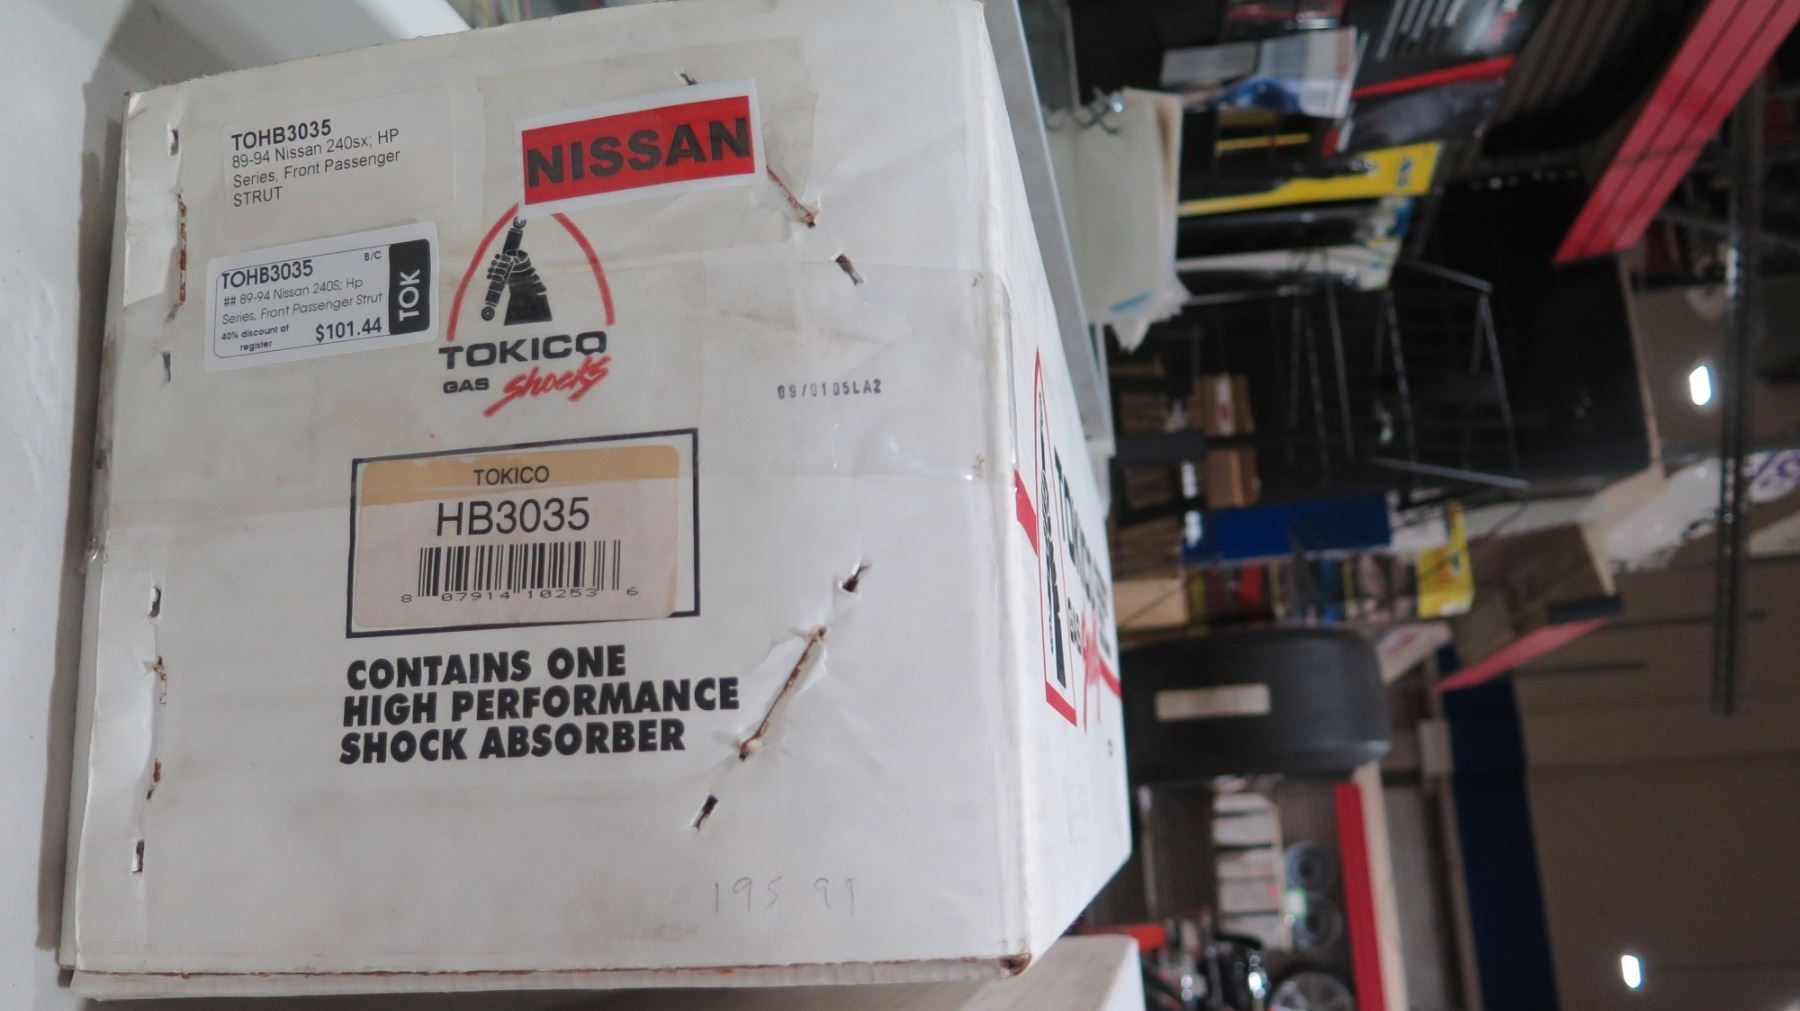 TOHB3035
89-94 Nissan 240sx; HP
Series, Front Passenger
STRUT
NISSAN
TOHB3035
B/C
## 89-94 Nissan 240S; Hp
Series, Front Passenger Strut
40% discount at
register
$101.44
TOK
TOKICO
GAS shocks
09/0105LA2
TOKICO
HB3035
8 07914 10253 6
CONTAINS ONE
HIGH PERFORMANCE
SHOCK ABSORBER
195 99